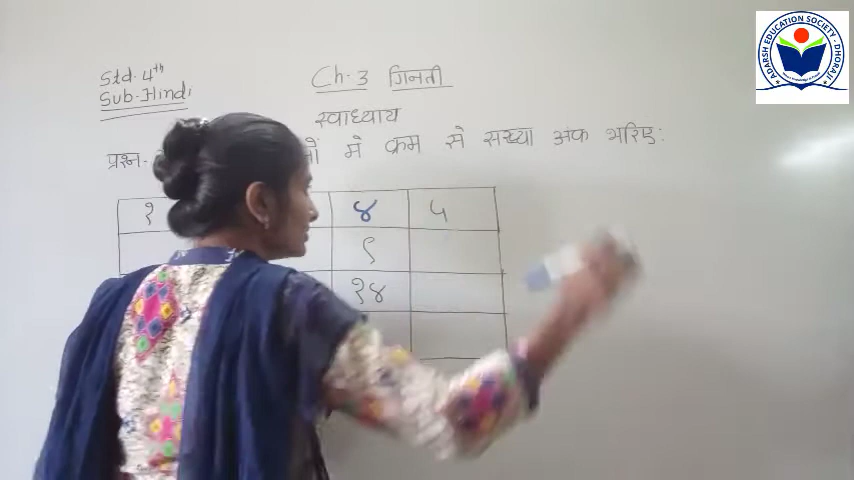 ADARSH EDUCATION SOCIETY - DHORAJI
Std. 4th
Sub-Hindi
Ch. 3 गिनती
स्वाध्याय
प्रश्न- में क्रम से संख्या अंक भरिए:
१ ४ ५
९
१४